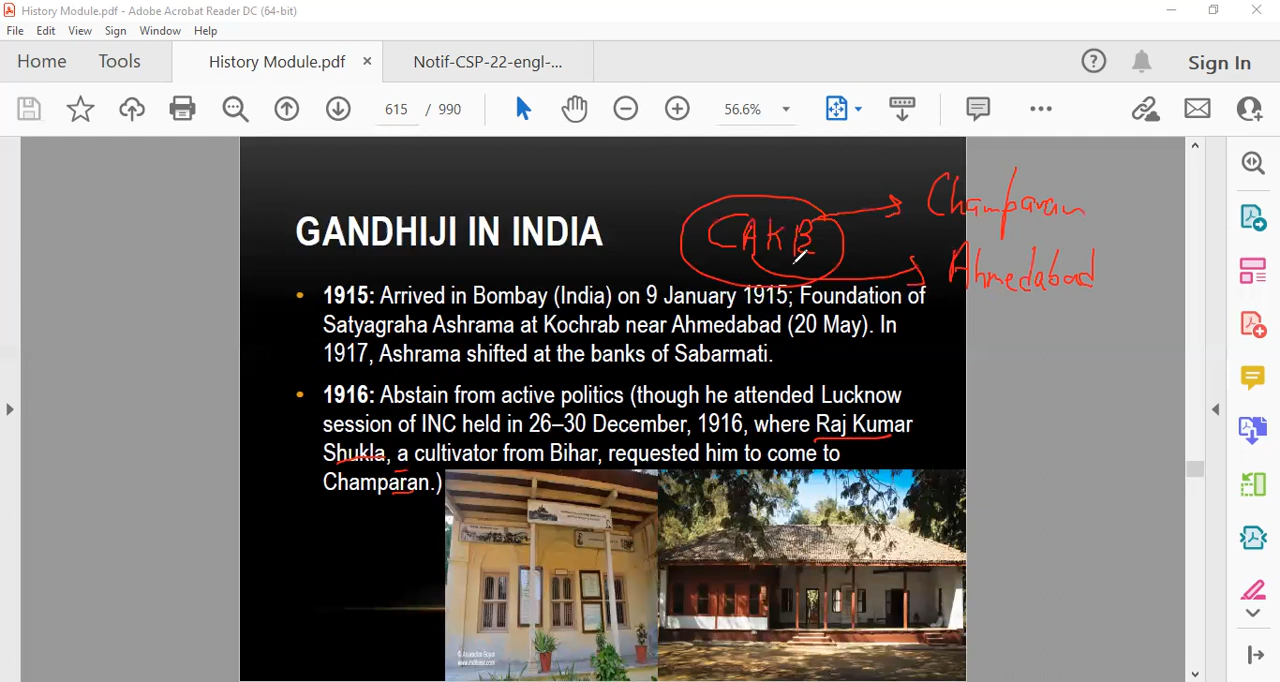 History Module.pdf - Adobe Acrobat Reader DC (64-bit)
File Edit View Sign Window Help
Home Tools History Module.pdf × Notif-CSP-22-engl-... Sign In
615 / 990 56.6%
CAKB
Champaran
Ahmedabad
GANDHIJI IN INDIA
• 1915: Arrived in Bombay (India) on 9 January 1915; Foundation of
Satyagraha Ashrama at Kochrab near Ahmedabad (20 May). In
1917, Ashrama shifted at the banks of Sabarmati.
• 1916: Abstain from active politics (though he attended Lucknow
session of INC held in 26–30 December, 1916, where Raj Kumar
Shukla, a cultivator from Bihar, requested him to come to
Champaran.)